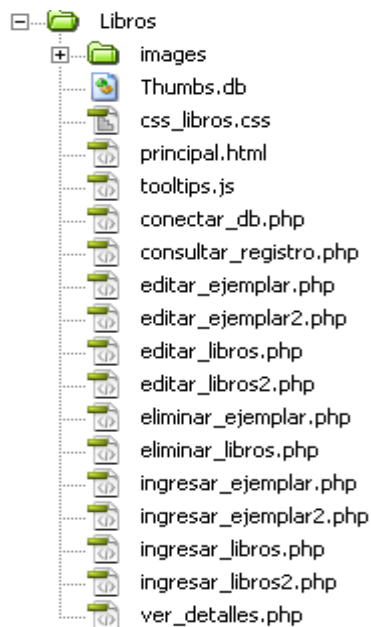 Libros
images
Thumbs.db
css_libros.css
principal.html
tooltips.js
conectar_db.php
consultar_registro.php
editar_ejemplar.php
editar_ejemplar2.php
editar_libros.php
editar_libros2.php
eliminar_ejemplar.php
eliminar_libros.php
ingresar_ejemplar.php
ingresar_ejemplar2.php
ingresar_libros.php
ingresar_libros2.php
ver_detalles.php